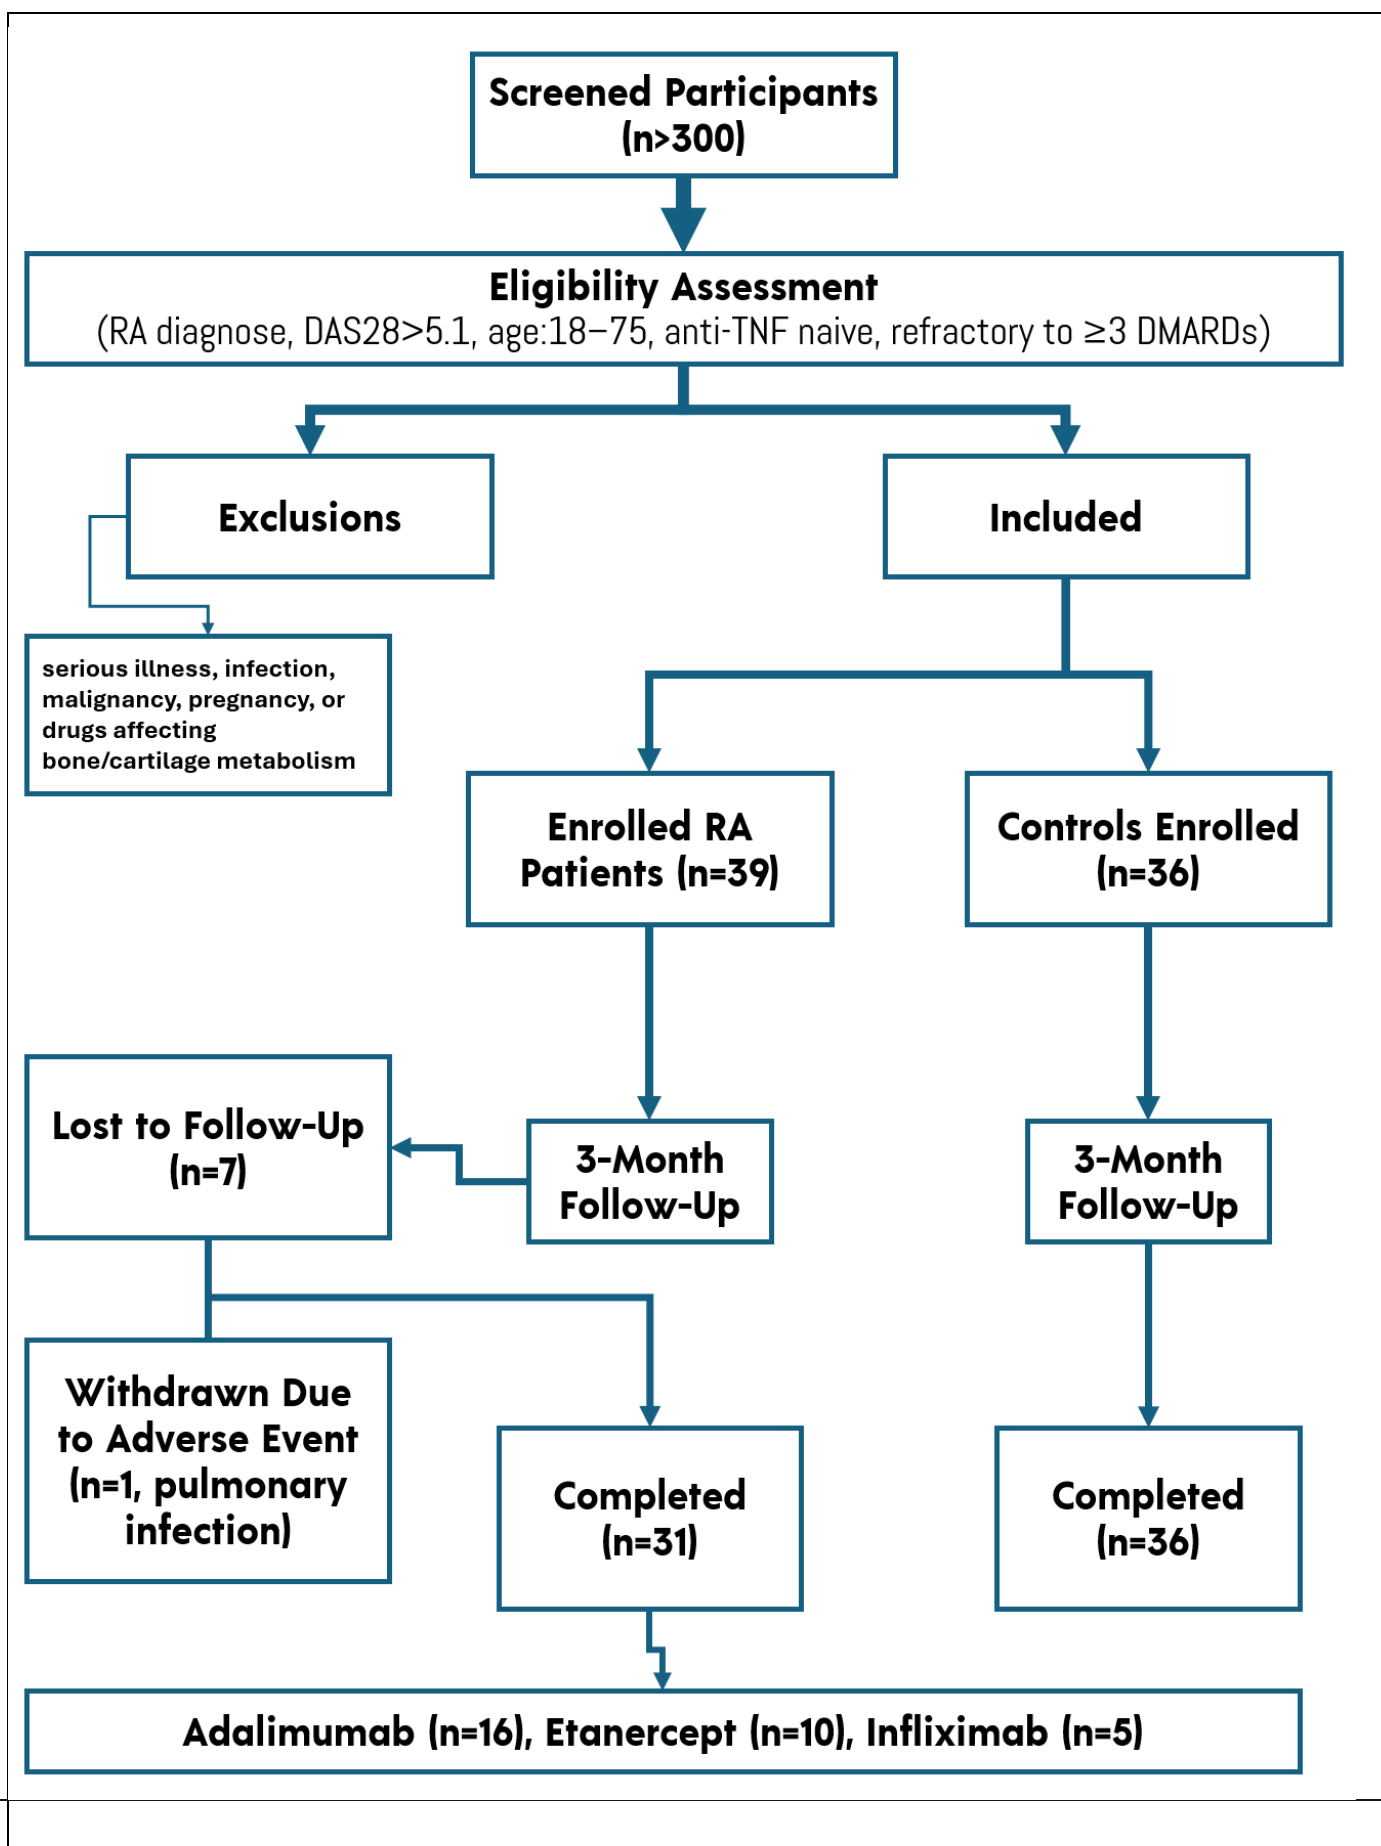 Screened Participants
(n>300)
Eligibility Assessment
(RA diagnose, DAS28>5.1, age:18–75, anti-TNF naive, refractory to ≥3 DMARDs)
Exclusions
Included
serious illness, infection,
malignancy, pregnancy, or
drugs affecting
bone/cartilage metabolism
Enrolled RA
Patients (n=39)
Controls Enrolled
(n=36)
Lost to Follow-Up
(n=7)
3-Month
Follow-Up
3-Month
Follow-Up
Withdrawn Due
to Adverse Event
(n=1, pulmonary
infection)
Completed
(n=31)
Completed
(n=36)
Adalimumab (n=16), Etanercept (n=10), Infliximab (n=5)